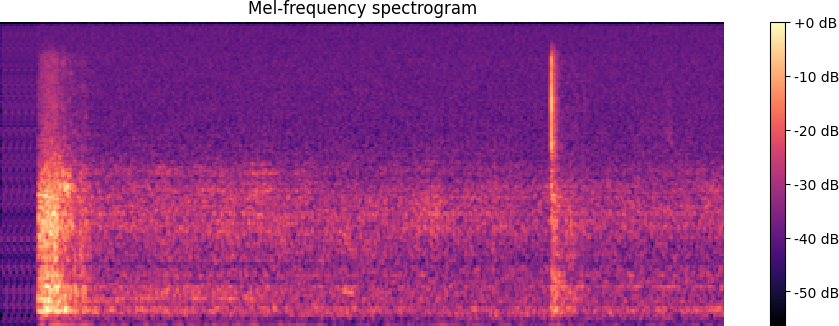 Mel-frequency spectrogram
+0 dB
-10 dB
-20 dB
-30 dB
-40 dB
-50 dB